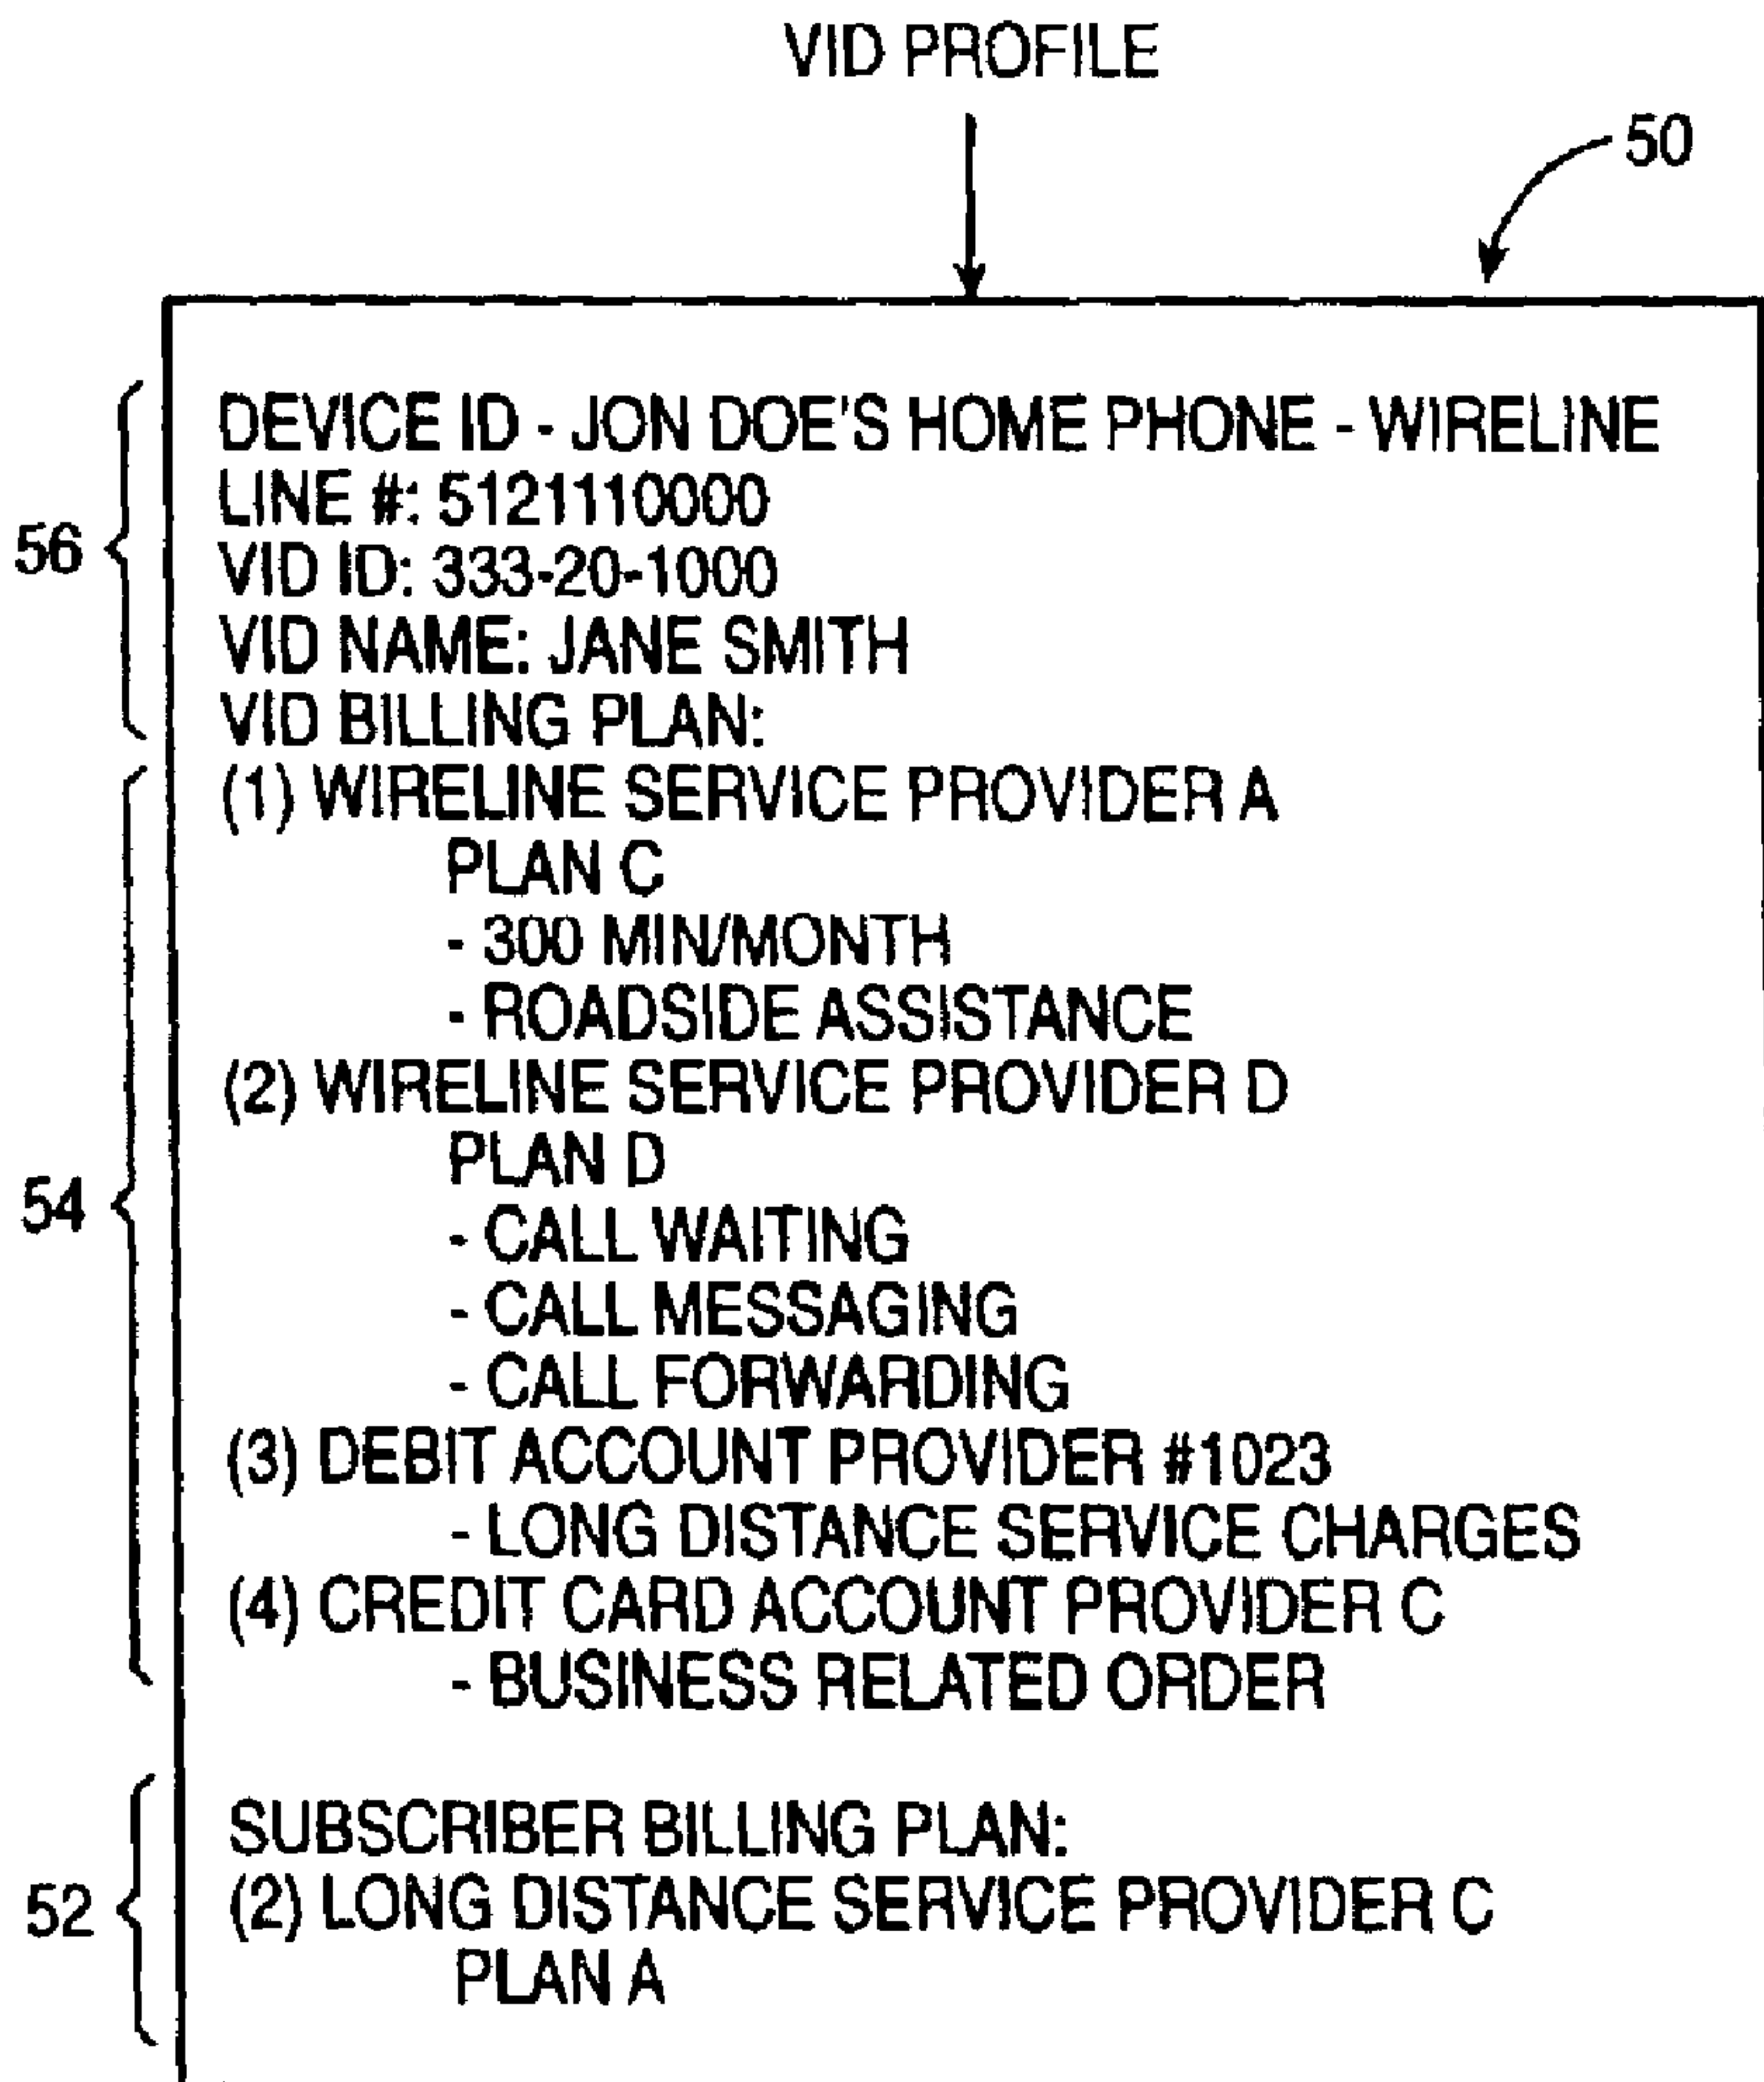 VID PROFILE
50
56
DEVICE ID - JON DOE'S HOME PHONE - WIRELINE
LINE #: 5121110000
VID ID: 333-20-1000
VID NAME: JANE SMITH
VID BILLING PLAN:
54
(1) WIRELINE SERVICE PROVIDER A
PLAN C
- 300 MIN/MONTH
- ROADSIDE ASSISTANCE
(2) WIRELINE SERVICE PROVIDER D
PLAN D
- CALL WAITING
- CALL MESSAGING
- CALL FORWARDING
(3) DEBIT ACCOUNT PROVIDER #1023
- LONG DISTANCE SERVICE CHARGES
(4) CREDIT CARD ACCOUNT PROVIDER C
- BUSINESS RELATED ORDER
52
SUBSCRIBER BILLING PLAN:
(2) LONG DISTANCE SERVICE PROVIDER C
PLAN A